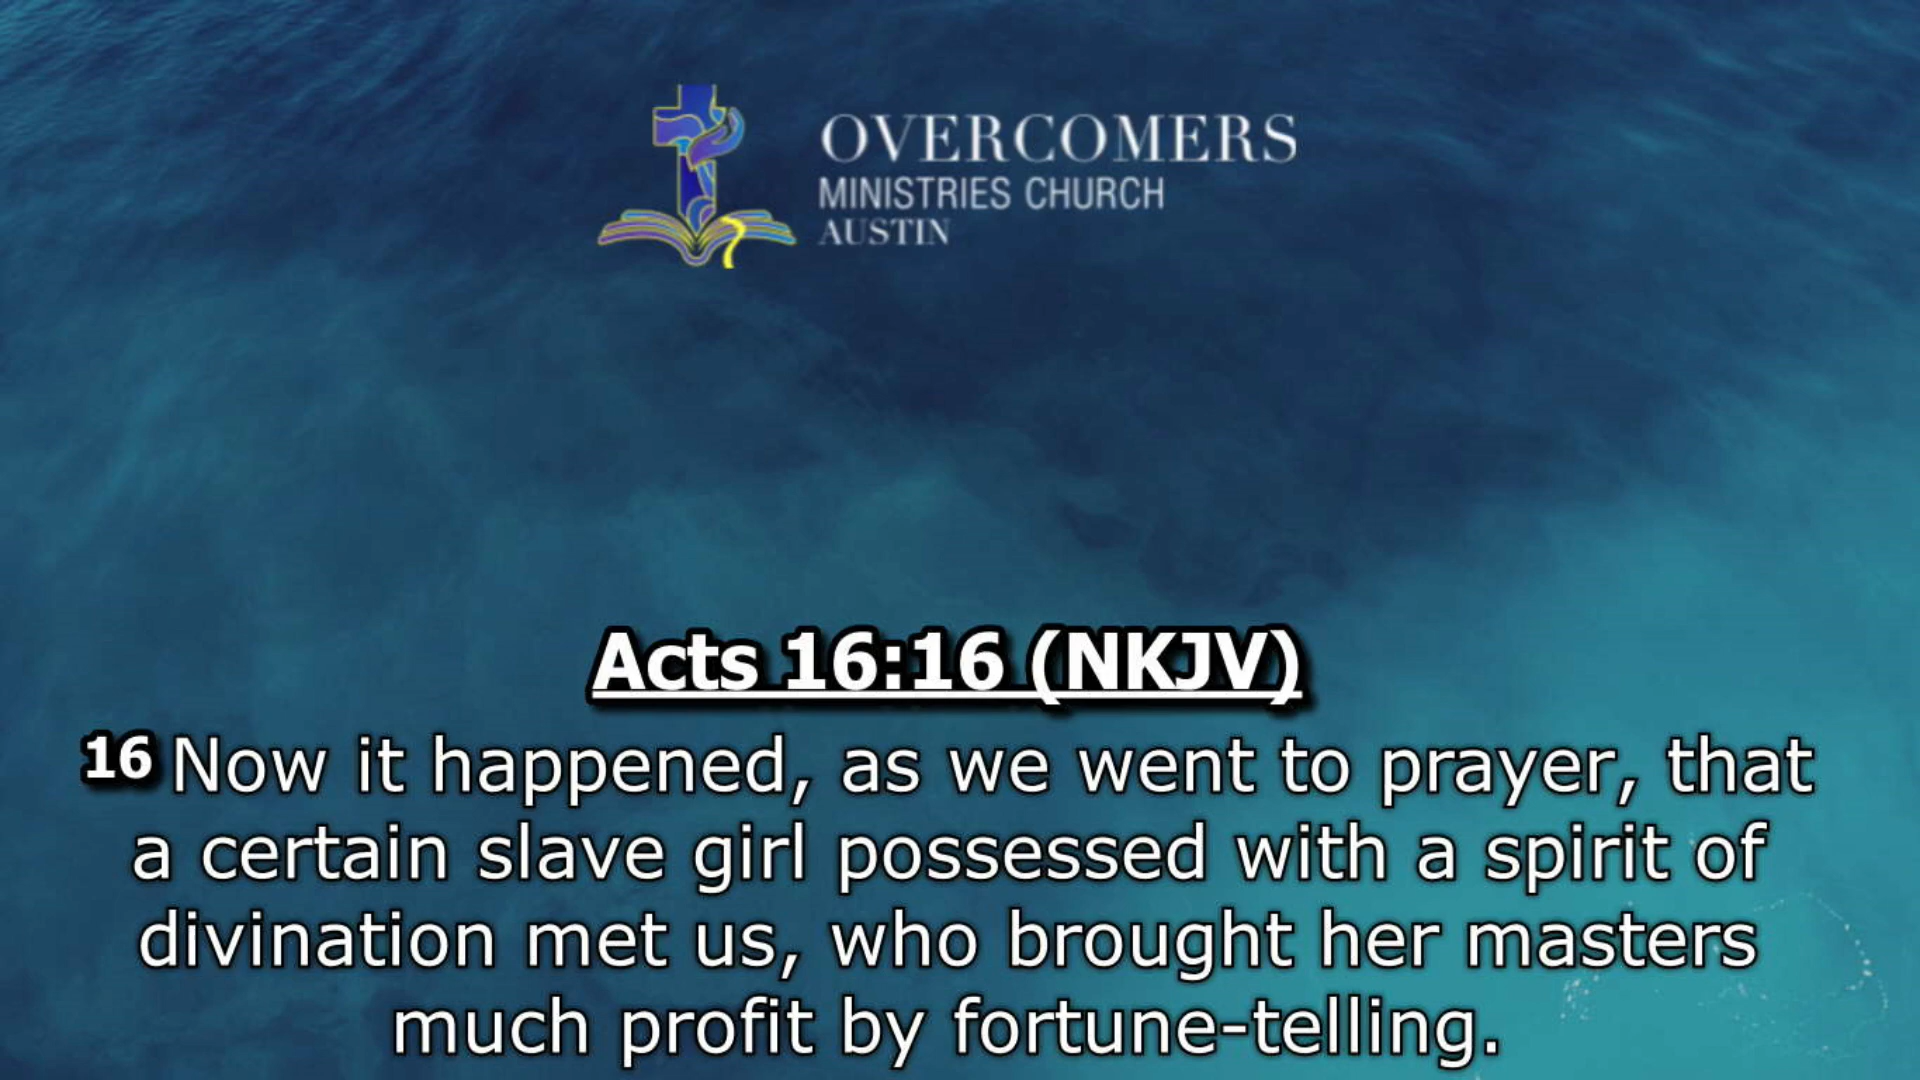 OVERCOMERS
MINISTRIES CHURCH
AUSTIN
Acts 16:16 (NKJV)
16 Now it happened, as we went to prayer, that
a certain slave girl possessed with a spirit of
divination met us, who brought her masters
much profit by fortune-telling.